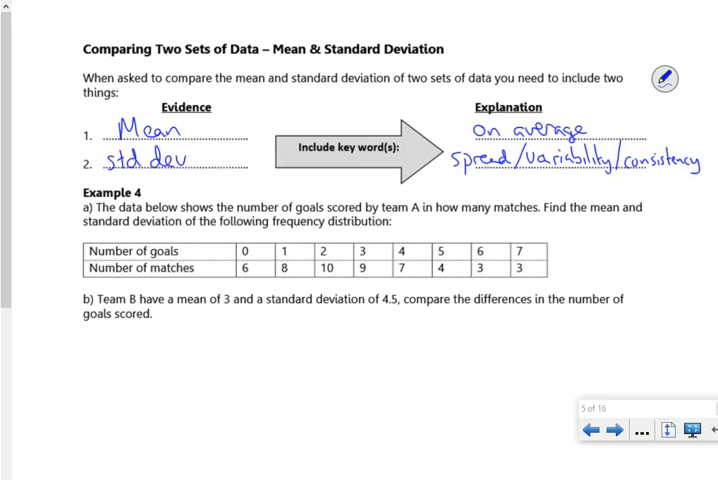 Comparing Two Sets of Data – Mean & Standard Deviation
When asked to compare the mean and standard deviation of two sets of data you need to include two
things:
Evidence
Explanation
1. Mean
Include key word(s):
On average
2. std dev
spread/variability/consistency
Example 4
a) The data below shows the number of goals scored by team A in how many matches. Find the mean and
standard deviation of the following frequency distribution:
Number of goals 0 1 2 3 4 5 6 7
Number of matches 6 8 10 9 7 4 3 3
b) Team B have a mean of 3 and a standard deviation of 4.5, compare the differences in the number of
goals scored.
5 of 16